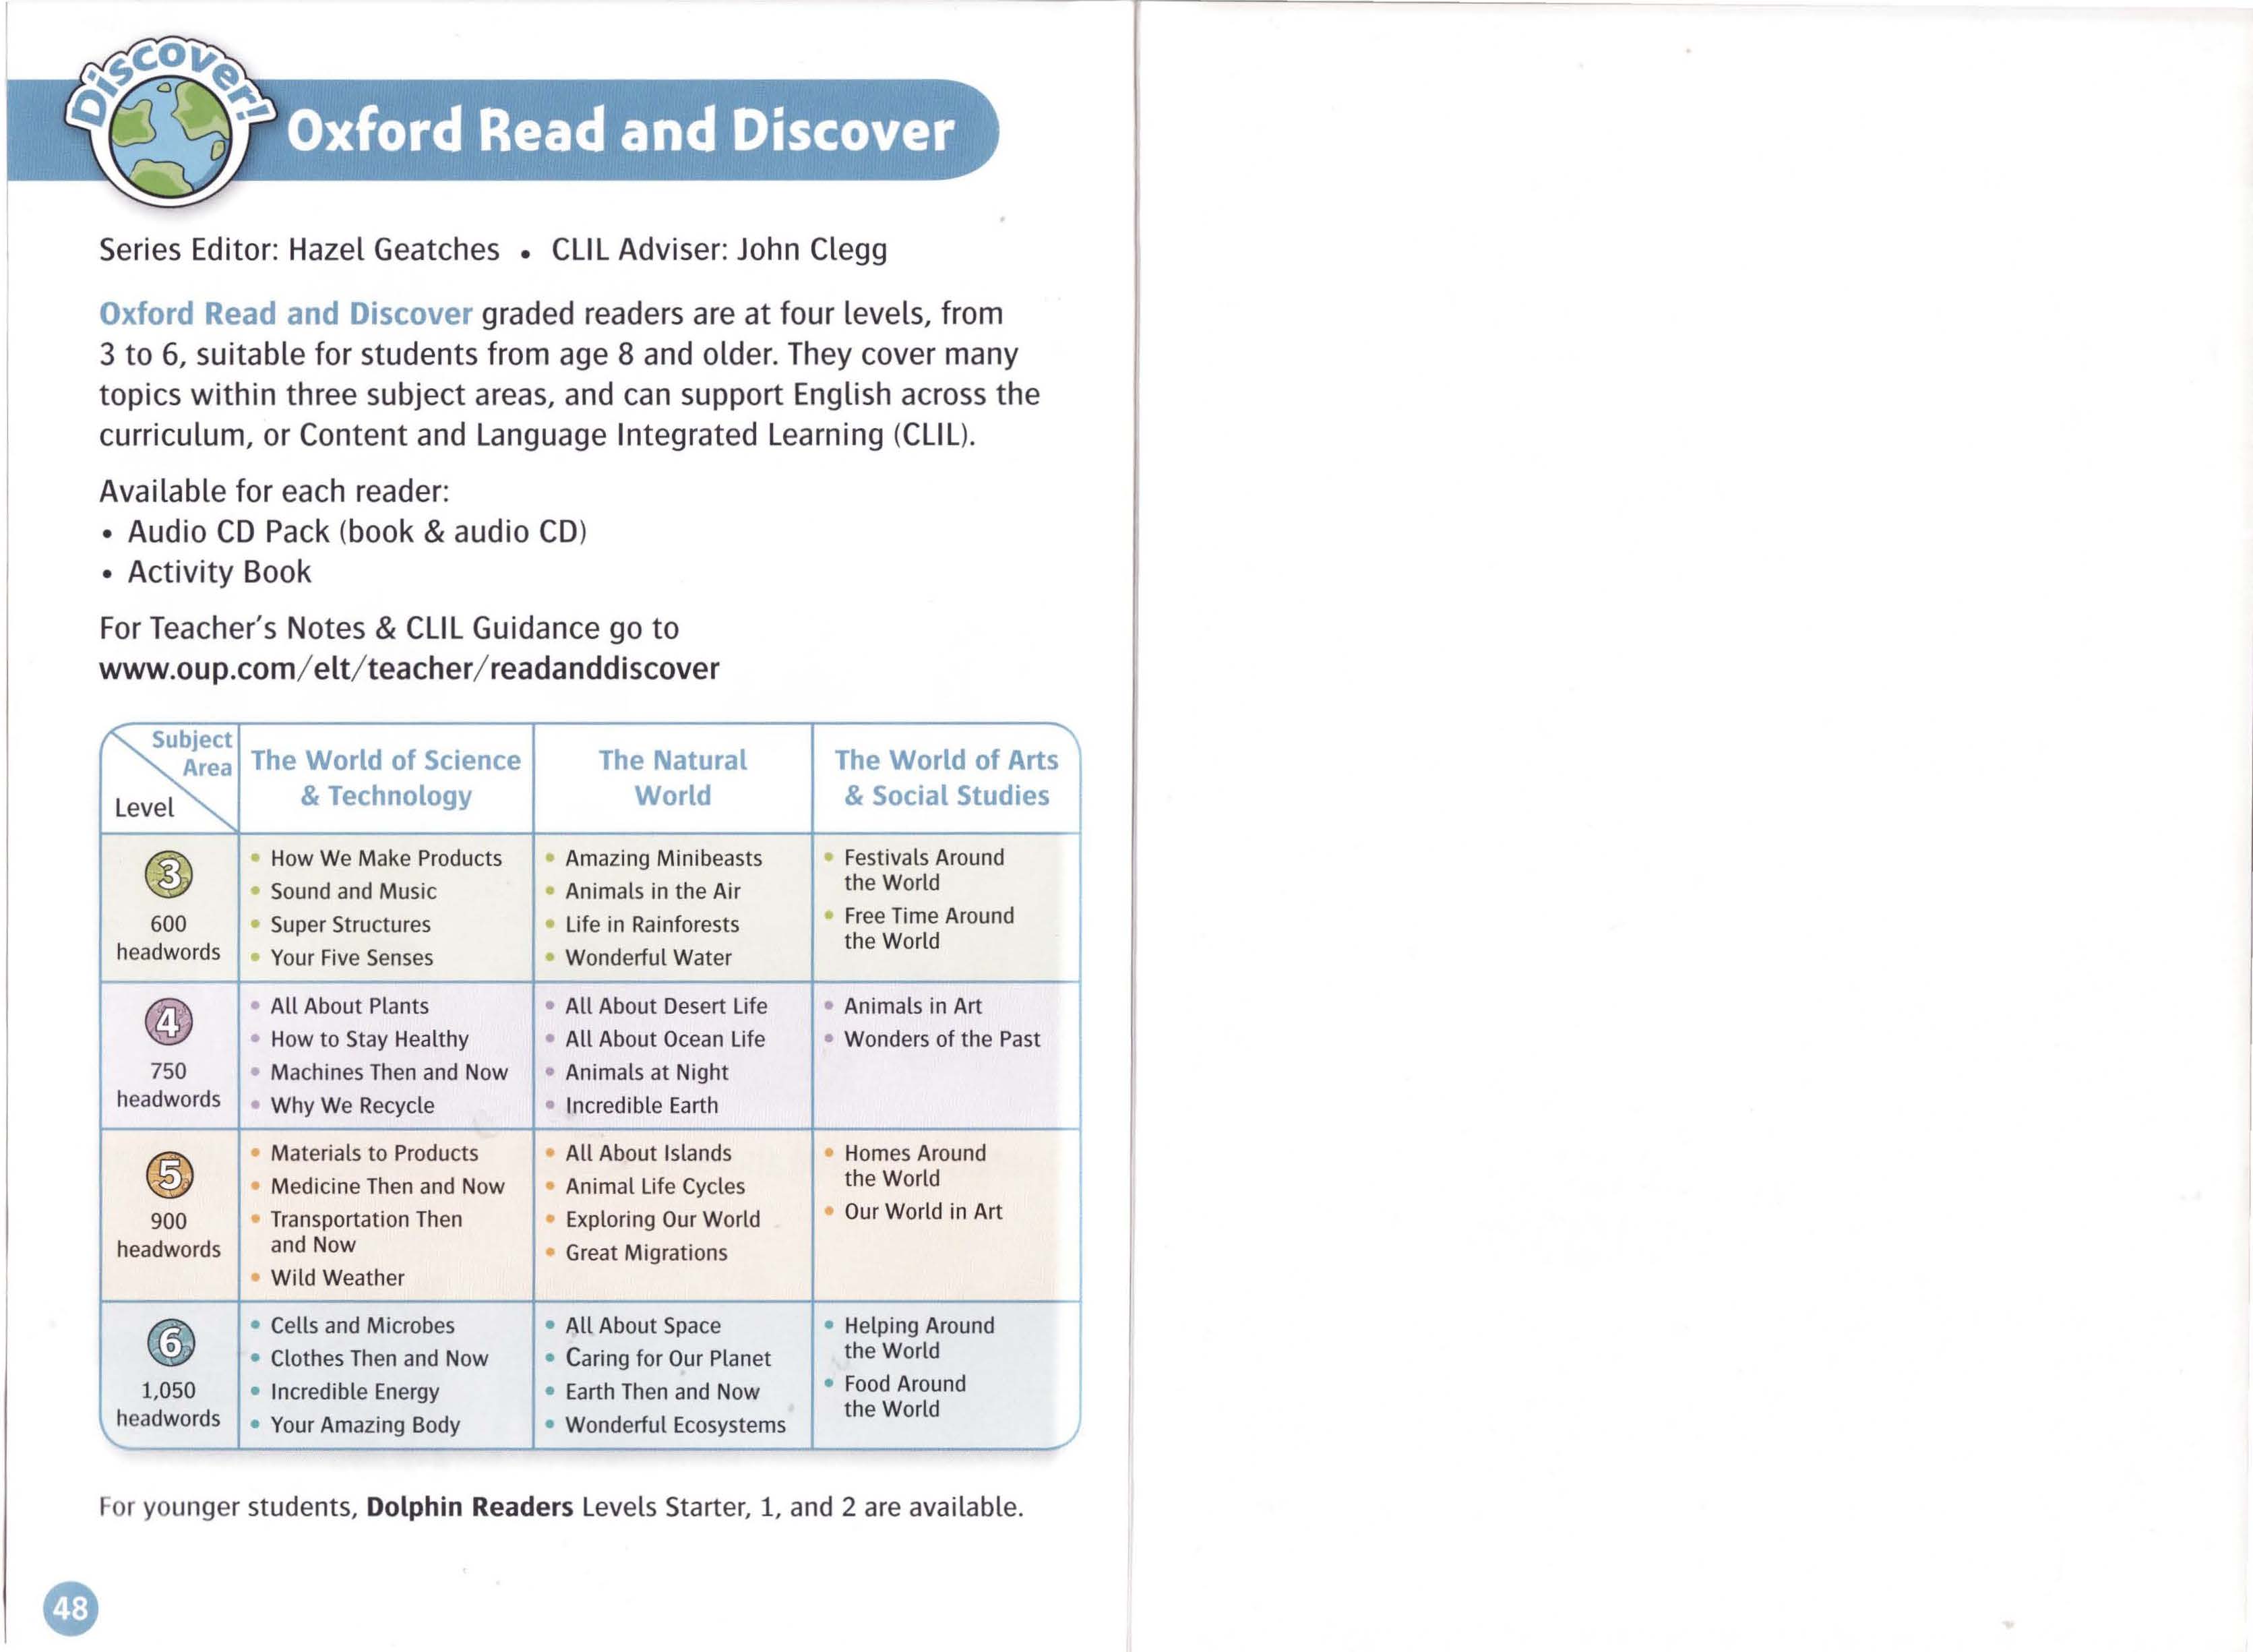 Discover!
Oxford Read and Discover
Series Editor: Hazel Geatches • CLIL Adviser: John Clegg
Oxford Read and Discover graded readers are at four levels, from
3 to 6, suitable for students from age 8 and older. They cover many
topics within three subject areas, and can support English across the
curriculum, or Content and Language Integrated Learning (CLIL).
Available for each reader:
• Audio CD Pack (book & audio CD)
• Activity Book
For Teacher's Notes & CLIL Guidance go to
www.oup.com/elt/teacher/readanddiscover
Subject
Area
Level
The World of Science
& Technology
The Natural
World
The World of Arts
& Social Studies
3
600
headwords
• How We Make Products
• Sound and Music
• Super Structures
• Your Five Senses
• Amazing Minibeasts
• Animals in the Air
• Life in Rainforests
• Wonderful Water
• Festivals Around
the World
• Free Time Around
the World
4
750
headwords
• All About Plants
• How to Stay Healthy
• Machines Then and Now
• Why We Recycle
• All About Desert Life
• All About Ocean Life
• Animals at Night
• Incredible Earth
• Animals in Art
• Wonders of the Past
5
900
headwords
• Materials to Products
• Medicine Then and Now
• Transportation Then
and Now
• Wild Weather
• All About Islands
• Animal Life Cycles
• Exploring Our World
• Great Migrations
• Homes Around
the World
• Our World in Art
6
1,050
headwords
• Cells and Microbes
• Clothes Then and Now
• Incredible Energy
• Your Amazing Body
• All About Space
• Caring for Our Planet
• Earth Then and Now
• Wonderful Ecosystems
• Helping Around
the World
• Food Around
the World
For younger students, Dolphin Readers Levels Starter, 1, and 2 are available.
48